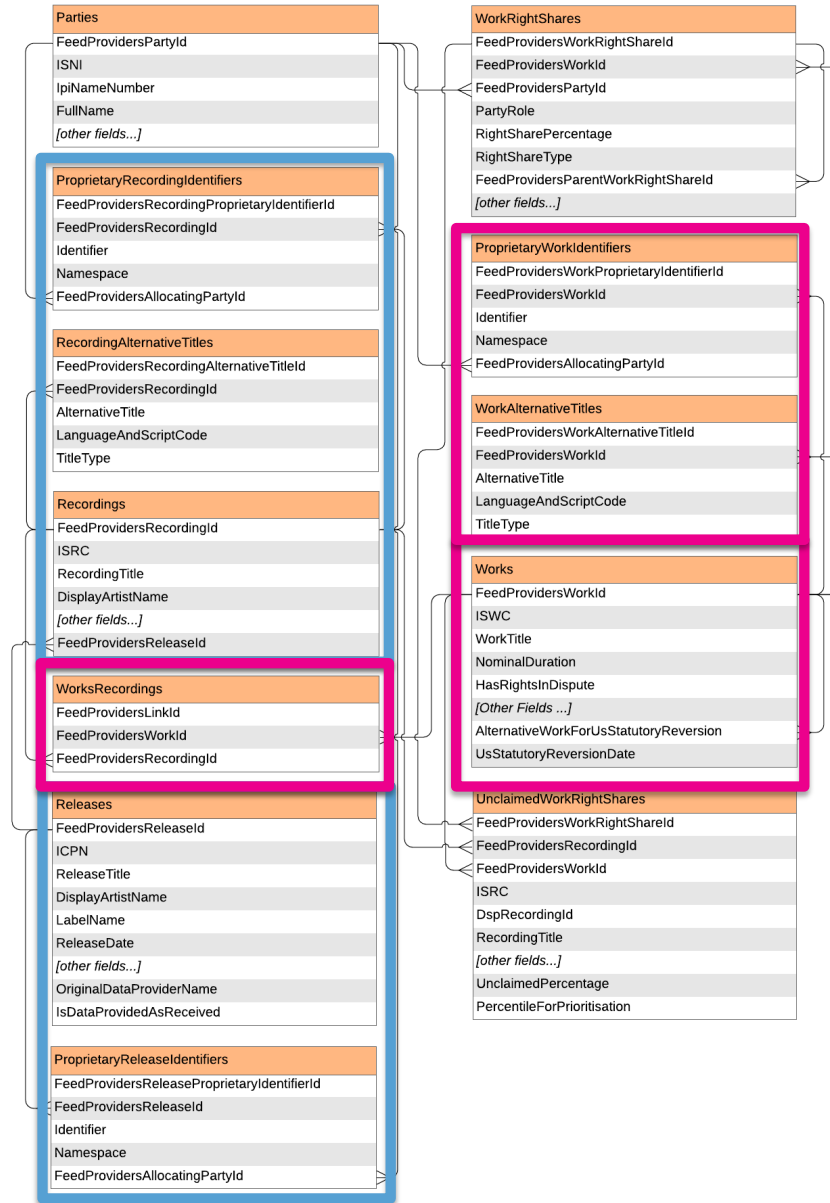 Parties
FeedProvidersPartyId
ISNI
IpiNameNumber
FullName
[other fields...]
ProprietaryRecordingIdentifiers
FeedProvidersRecordingProprietaryIdentifierId
FeedProvidersRecordingId
Identifier
Namespace
FeedProvidersAllocatingPartyId
RecordingAlternativeTitles
FeedProvidersRecordingAlternativeTitleId
FeedProvidersRecordingId
AlternativeTitle
LanguageAndScriptCode
TitleType
Recordings
FeedProvidersRecordingId
ISRC
RecordingTitle
DisplayArtistName
[other fields...]
FeedProvidersReleaseId
WorksRecordings
FeedProvidersLinkId
FeedProvidersWorkId
FeedProvidersRecordingId
Releases
FeedProvidersReleaseId
ICPN
ReleaseTitle
DisplayArtistName
LabelName
ReleaseDate
[other fields...]
OriginalDataProviderName
IsDataProvidedAsReceived
ProprietaryReleaseIdentifiers
FeedProvidersReleaseProprietaryIdentifierId
FeedProvidersReleaseId
Identifier
Namespace
FeedProvidersAllocatingPartyId
WorkRightShares
FeedProvidersWorkRightShareId
FeedProvidersWorkId
FeedProvidersPartyId
PartyRole
RightSharePercentage
RightShareType
FeedProvidersParentWorkRightShareId
[other fields...]
ProprietaryWorkIdentifiers
FeedProvidersWorkProprietaryIdentifierId
FeedProvidersWorkId
Identifier
Namespace
FeedProvidersAllocatingPartyId
WorkAlternativeTitles
FeedProvidersWorkAlternativeTitleId
FeedProvidersWorkId
AlternativeTitle
LanguageAndScriptCode
TitleType
Works
FeedProvidersWorkId
ISWC
WorkTitle
NominalDuration
HasRightsInDispute
[Other Fields ...]
AlternativeWorkForUsStatutoryReversion
UsStatutoryReversionDate
UnclaimedWorkRightShares
FeedProvidersWorkRightShareId
FeedProvidersRecordingId
FeedProvidersWorkId
ISRC
DspRecordingId
RecordingTitle
[other fields...]
UnclaimedPercentage
PercentileForPrioritisation